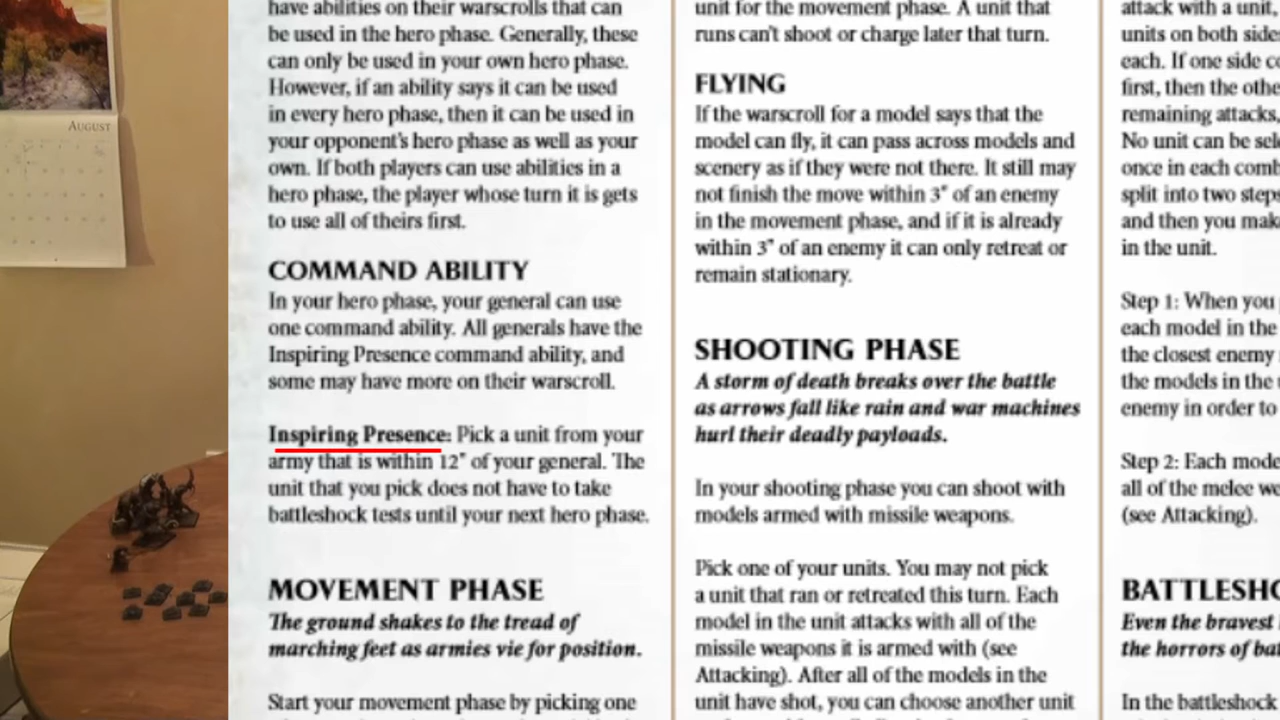 AUGUST
have abilities on their warscrolls that can
be used in the hero phase. Generally, these
can only be used in your own hero phase.
However, if an ability says it can be used
in every hero phase, then it can be used in
your opponent's hero phase as well as your
own. If both players can use abilities in a
hero phase, the player whose turn it is gets
to use all of theirs first.
COMMAND ABILITY
In your hero phase, your general can use
one command ability. All generals have the
Inspiring Presence command ability, and
some may have more on their warscroll.
Inspiring Presence: Pick a unit from your
army that is within 12" of your general. The
unit that you pick does not have to take
battleshock tests until your next hero phase.
MOVEMENT PHASE
The ground shakes to the tread of
marching feet as armies vie for position.
Start your movement phase by picking one
unit for the movement phase. A unit that
runs can't shoot or charge later that turn.
FLYING
If the warscroll for a model says that the
model can fly, it can pass across models and
scenery as if they were not there. It still may
not finish the move within 3" of an enemy
in the movement phase, and if it is already
within 3" of an enemy it can only retreat or
remain stationary.
SHOOTING PHASE
A storm of death breaks over the battle
as arrows fall like rain and war machines
hurl their deadly payloads.
In your shooting phase you can shoot with
models armed with missile weapons.
Pick one of your units. You may not pick
a unit that ran or retreated this turn. Each
model in the unit attacks with all of the
missile weapons it is armed with (see
Attacking). After all of the models in the
unit have shot, you can choose another unit
attack with a unit,
units on both side
each. If one side
first, then the
remaining attacks,
No unit can be
once in each
split into two steps
and then you
in the unit.
Step 1: When you
each model in the
the closest enemy
the models in the
enemy in order to
Step 2: Each
all of the melee
(see Attacking).
Even the bravest
the horrors of
In the battleshock